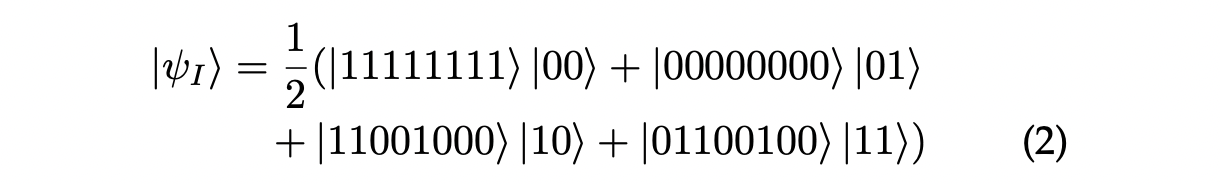 |ψ_I⟩ = 1/2(|11111111⟩ |00⟩ + |00000000⟩ |01⟩
+ |11001000⟩ |10⟩ + |01100100⟩ |11⟩) (2)